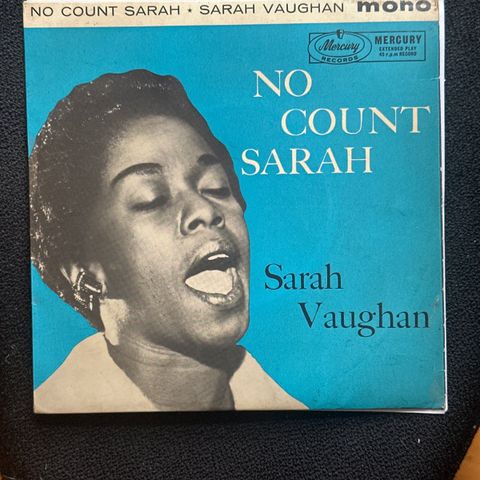 NO COUNT SARAH ★ SARAH VAUGHAN mono
Mercury
RECORDS
MERCURY
EXTENDED PLAY
45 r.p.m RECORD
NO
COUNT
SARAH
Sarah
Vaughan